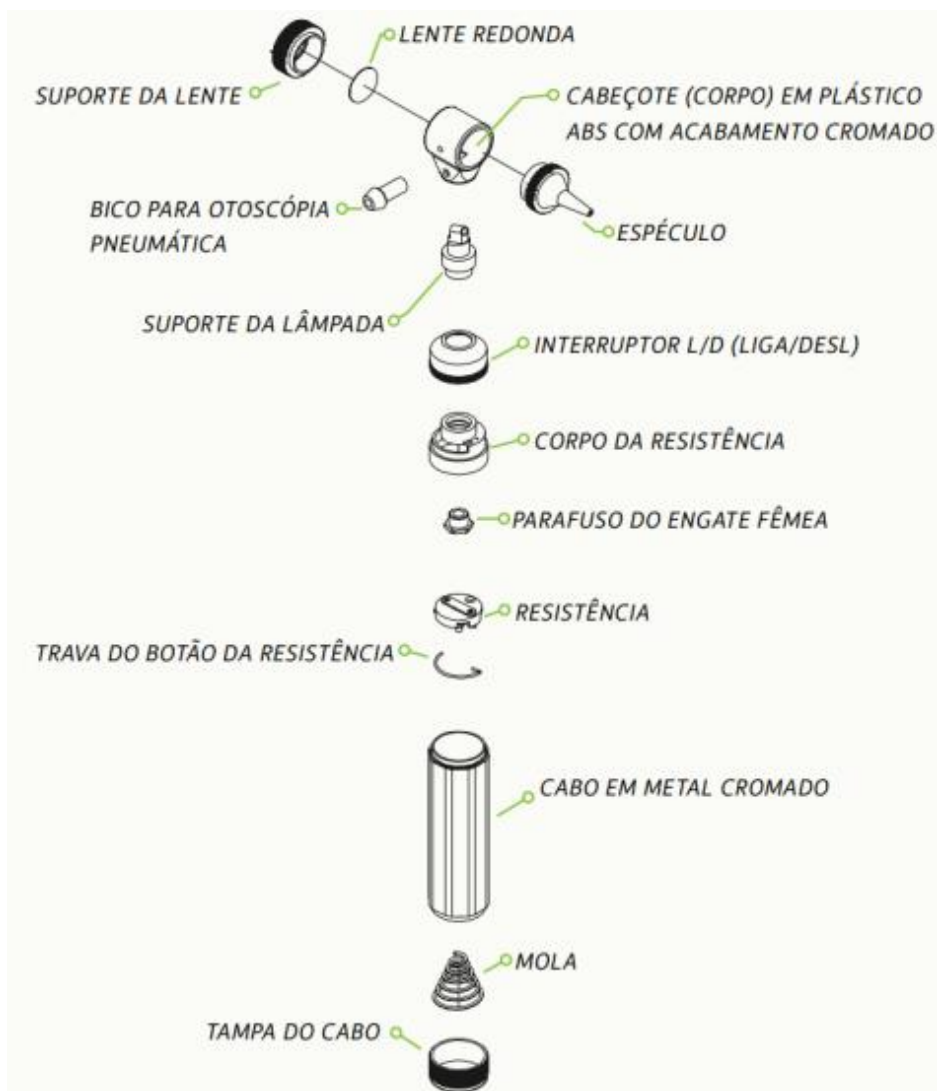 LENTE REDONDA
SUPORTE DA LENTE
CABEÇOTE (CORPO) EM PLÁSTICO
ABS COM ACABAMENTO CROMADO
BICO PARA OTOSCÓPIA
PNEUMÁTICA
ESPÉCULO
SUPORTE DA LÂMPADA
INTERRUPTOR L/D (LIGA/DESL)
CORPO DA RESISTÊNCIA
PARAFUSO DO ENGATE FÊMEA
RESISTÊNCIA
TRAVA DO BOTÃO DA RESISTÊNCIA
CABO EM METAL CROMADO
MOLA
TAMPA DO CABO